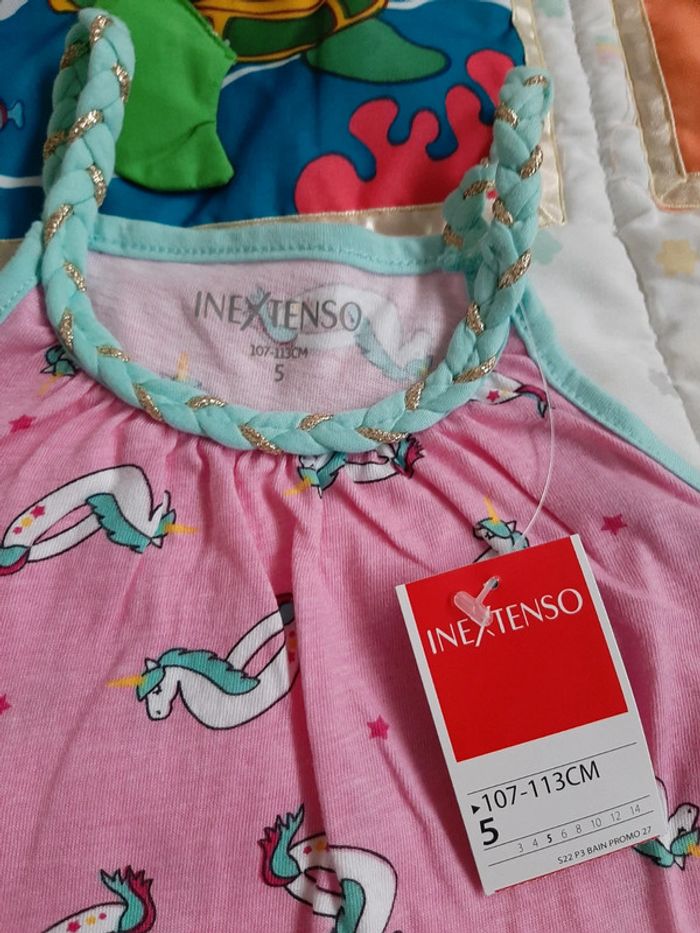 INEXTENSO
107-113CM
5
INEXTENSO
▸107-113CM
5
3 4 5 6 8 10 12 14
S22 P3 BAIN PROMO 27